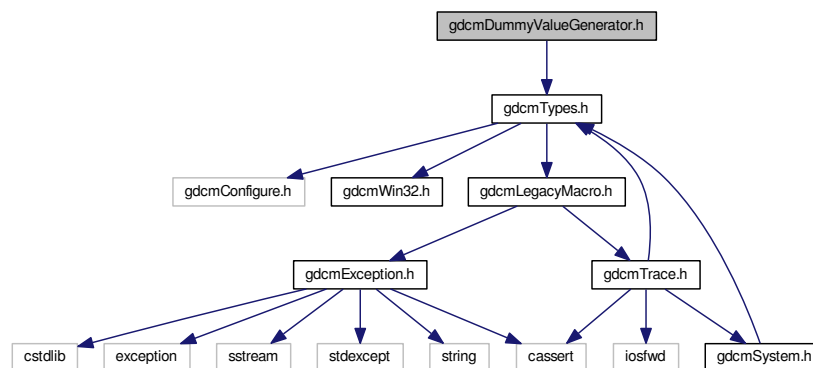 gdcmDummyValueGenerator.h
gdcmTypes.h
gdcmConfigure.h
gdcmWin32.h
gdcmLegacyMacro.h
gdcmException.h
gdcmTrace.h
cstdlib
exception
sstream
stdexcept
string
cassert
iosfwd
gdcmSystem.h